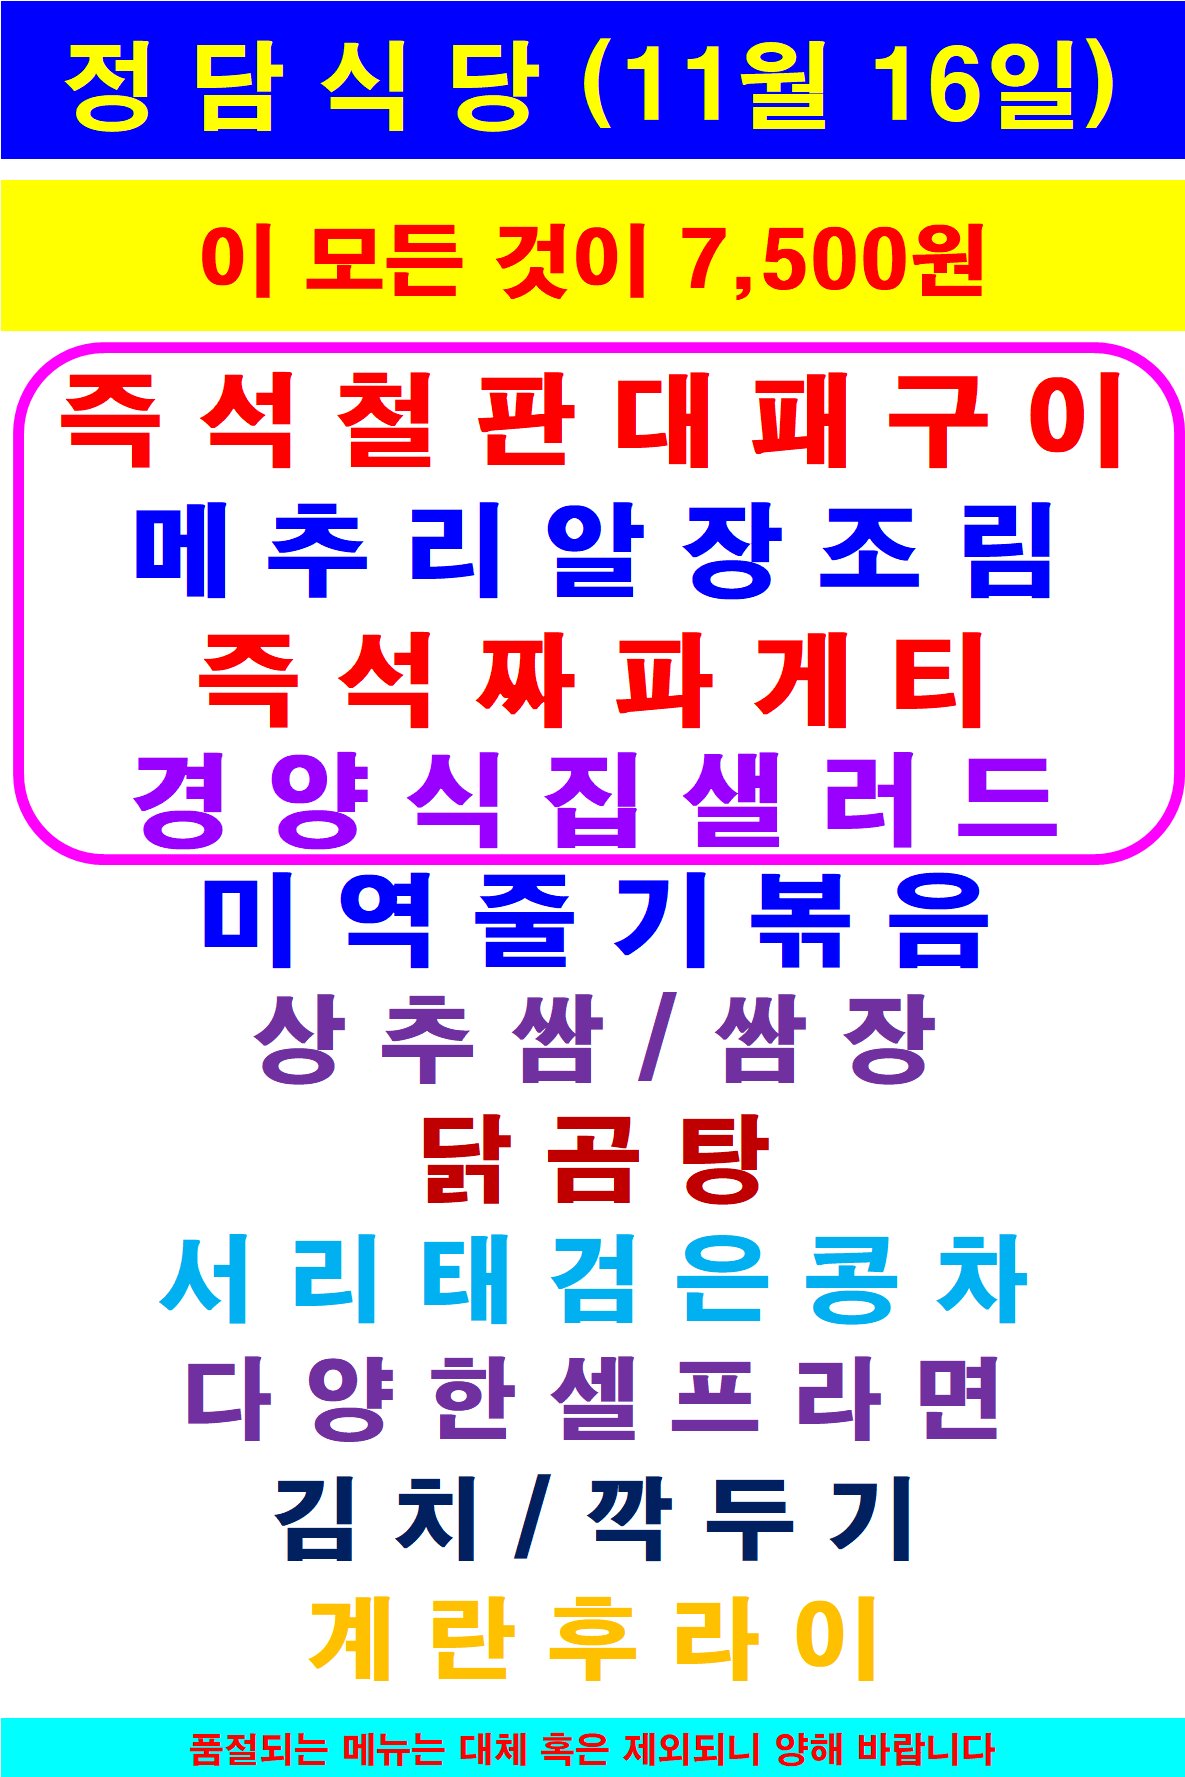 정담식당 (11월 16일)
이 모든 것이 7,500원
즉석철판대패구이
메추리알장조림
즉석짜파게티
경양식집샐러드
미역줄기볶음
상추쌈/쌈장
닭곰탕
서리태검은콩차
다양한셀프라면
김치/깍두기
계란후라이
품절되는 메뉴는 대체 혹은 제외되니 양해 바랍니다